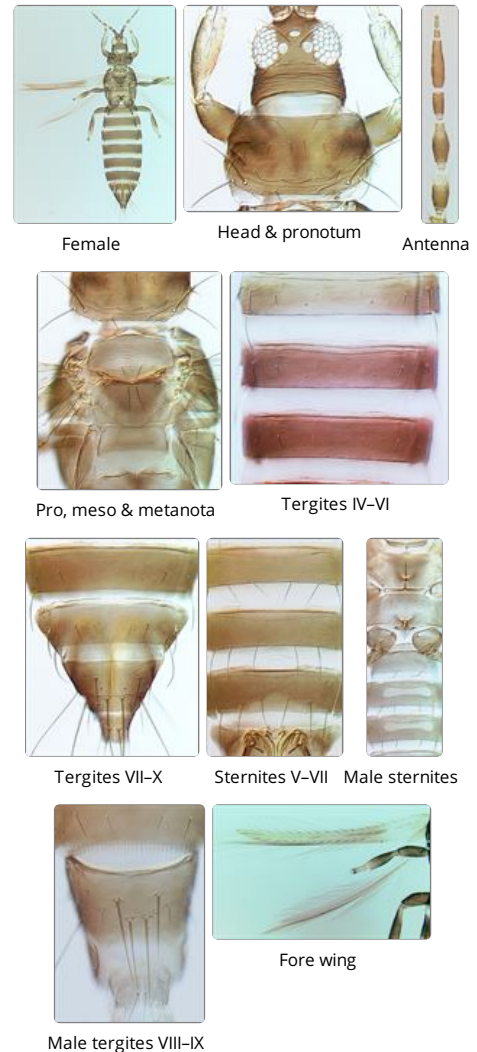 Female
Head & pronotum
Antenna
Pro, meso & metanota
Tergites IV–VI
Tergites VII–X
Sternites V–VII
Male sternites
Male tergites VIII–IX
Fore wing